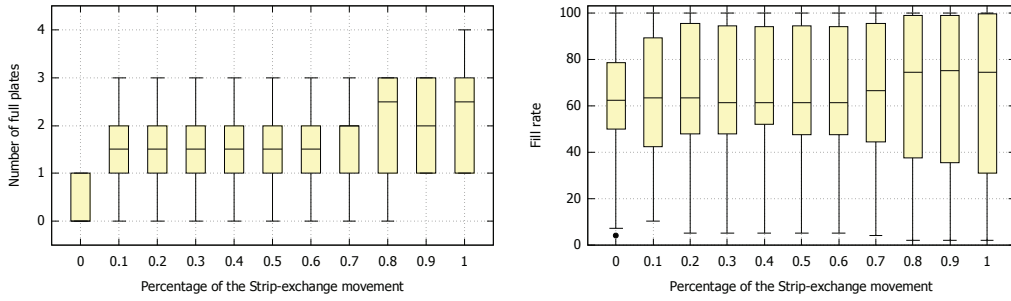 Number of full plates
4
3
2
1
0
0 0.1 0.2 0.3 0.4 0.5 0.6 0.7 0.8 0.9 1
Percentage of the Strip-exchange movement
Fill rate
100
80
60
40
20
0
0 0.1 0.2 0.3 0.4 0.5 0.6 0.7 0.8 0.9 1
Percentage of the Strip-exchange movement